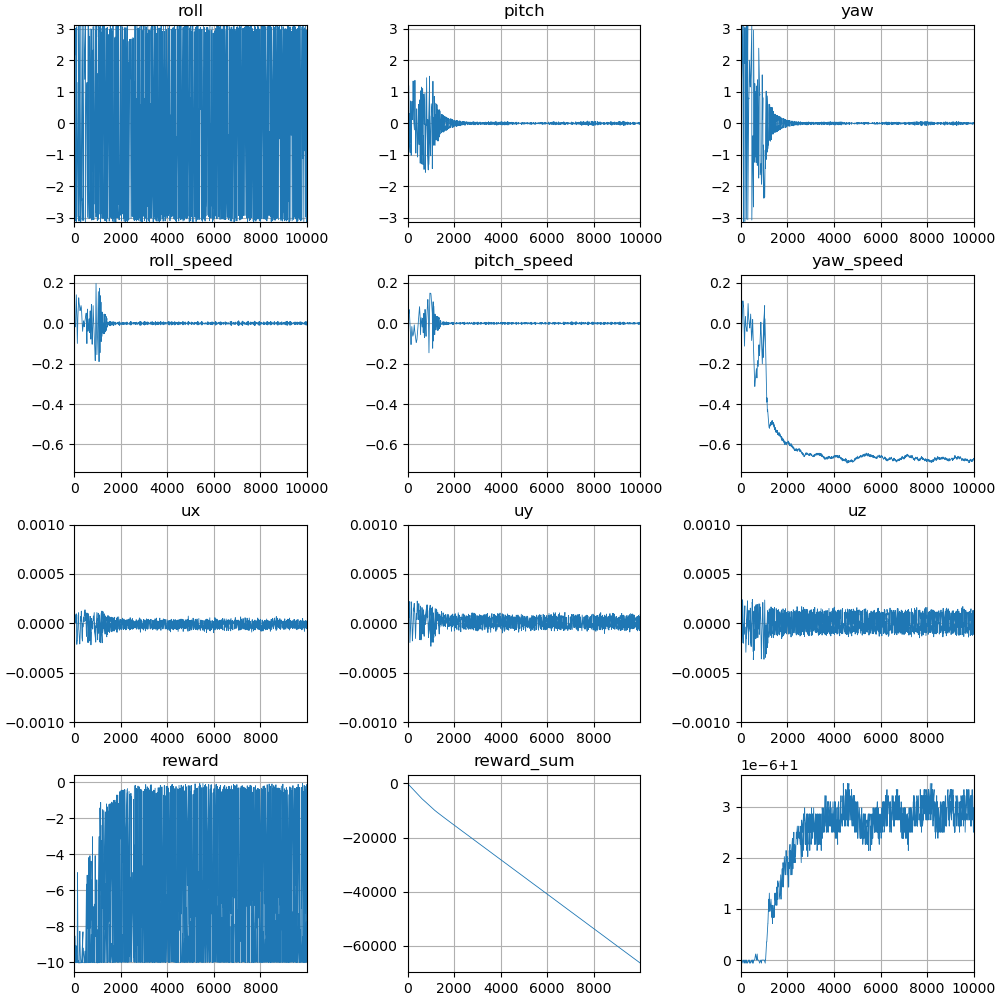 roll pitch yaw
3 3 3
2 2 2
1 1 1
0 0 0
−1 −1 −1
−2 −2 −2
−3 −3 −3
0 2000 4000 6000 8000 10000 0 2000 4000 6000 8000 10000 0 2000 4000 6000 8000 10000
roll_speed pitch_speed yaw_speed
0.2 0.2 0.2
0.0 0.0 0.0
−0.2 −0.2 −0.2
−0.4 −0.4 −0.4
−0.6 −0.6 −0.6
0 2000 4000 6000 8000 10000 0 2000 4000 6000 8000 10000 0 2000 4000 6000 8000 10000
ux uy uz
0.0010 0.0010 0.0010
0.0005 0.0005 0.0005
0.0000 0.0000 0.0000
−0.0005 −0.0005 −0.0005
−0.0010 −0.0010 −0.0010
0 2000 4000 6000 8000 0 2000 4000 6000 8000 0 2000 4000 6000 8000
reward reward_sum 1e−6+1
0 0 3
−2 −20000 2
−4 −40000 1
−6 −60000 0
−8
−10
0 2000 4000 6000 8000 0 2000 4000 6000 8000 0 2000 4000 6000 8000 10000